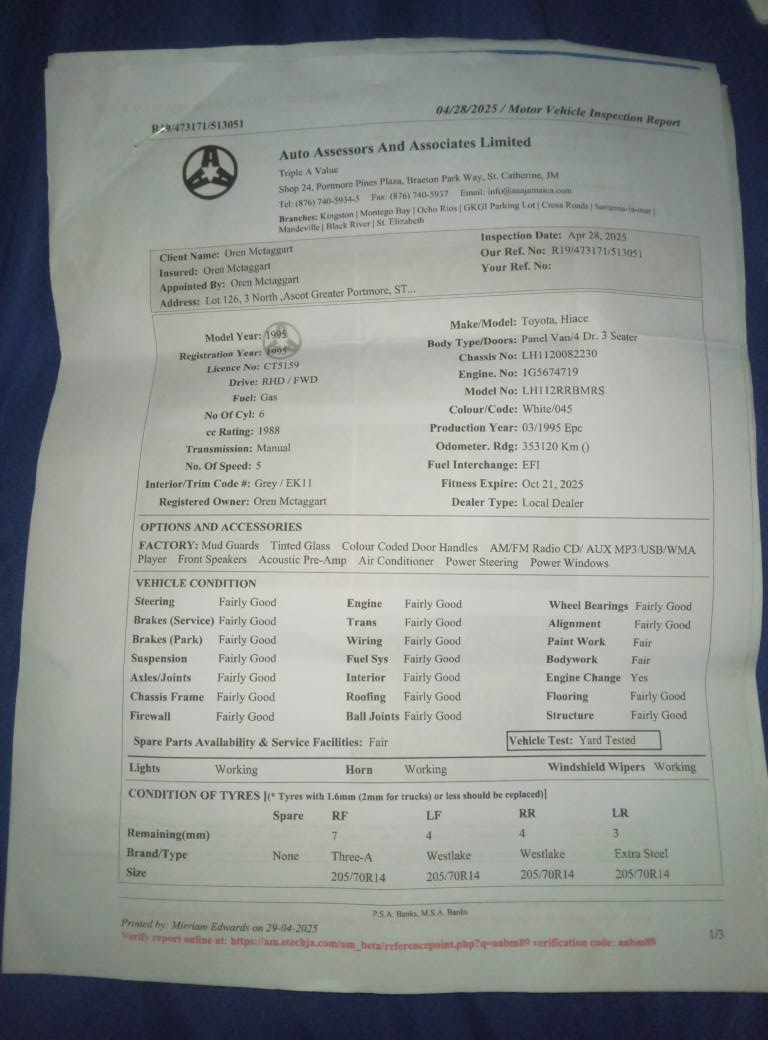 R19/473171/513051
04/28/2025 / Motor Vehicle Inspection Report
Auto Assessors And Associates Limited
Triple A Value
Shop 24, Portmore Pines Plaza, Braeton Park Way, St. Catherine, JM
Tel: (876) 740-5934-5 Fax: (876) 740-5937 Email: info@aaajamaica.com
Branches: Kingston | Montego Bay | Ocho Rios | GKGI Parking Lot | Cross Roads | Savanna-la-mar |
Mandeville | Black River | St. Elizabeth
Client Name: Oren Mctaggart
Insured: Oren Mctaggart
Appointed By: Oren Mctaggart
Address: Lot 126, 3 North ,Ascot Greater Portmore, ST...
Inspection Date: Apr 28, 2025
Our Ref. No: R19/473171/513051
Your Ref. No:
Model Year: 1995
Registration Year: 1995
Licence No: CT5159
Drive: RHD / FWD
Fuel: Gas
No Of Cyl: 6
cc Rating: 1988
Transmission: Manual
No. Of Speed: 5
Interior/Trim Code #: Grey / EK11
Registered Owner: Oren Mctaggart
Make/Model: Toyota, Hiace
Body Type/Doors: Panel Van/4 Dr. 3 Seater
Chassis No: LH1120082230
Engine. No: 1G5674719
Model No: LH112RRBMRS
Colour/Code: White/045
Production Year: 03/1995 Epc
Odometer. Rdg: 353120 Km ()
Fuel Interchange: EFI
Fitness Expire: Oct 21, 2025
Dealer Type: Local Dealer
OPTIONS AND ACCESSORIES
FACTORY: Mud Guards Tinted Glass Colour Coded Door Handles AM/FM Radio CD/ AUX MP3/USB/WMA
Player Front Speakers Acoustic Pre-Amp Air Conditioner Power Steering Power Windows
VEHICLE CONDITION
Steering Fairly Good Engine Fairly Good Wheel Bearings Fairly Good
Brakes (Service) Fairly Good Trans Fairly Good Alignment Fairly Good
Brakes (Park) Fairly Good Wiring Fairly Good Paint Work Fair
Suspension Fairly Good Fuel Sys Fairly Good Bodywork Fair
Axles/Joints Fairly Good Interior Fairly Good Engine Change Yes
Chassis Frame Fairly Good Roofing Fairly Good Flooring Fairly Good
Firewall Fairly Good Ball Joints Fairly Good Structure Fairly Good
Spare Parts Availability & Service Facilities: Fair Vehicle Test: Yard Tested
Lights Working Horn Working Windshield Wipers Working
CONDITION OF TYRES [(* Tyres with 1.6mm (2mm for trucks) or less should be replaced)]
Spare RF LF RR LR
Remaining(mm) 7 4 4 3
Brand/Type None Three-A Westlake Westlake Extra Steel
Size 205/70R14 205/70R14 205/70R14 205/70R14
P.S.A. Banks, M.S.A. Banks
Printed by: Mirriam Edwards on 29-04-2025
1/3
Verify report online at: https://am.etechja.com/am_beta/referencepoint.php?q=aabm89 verification code: aabm89